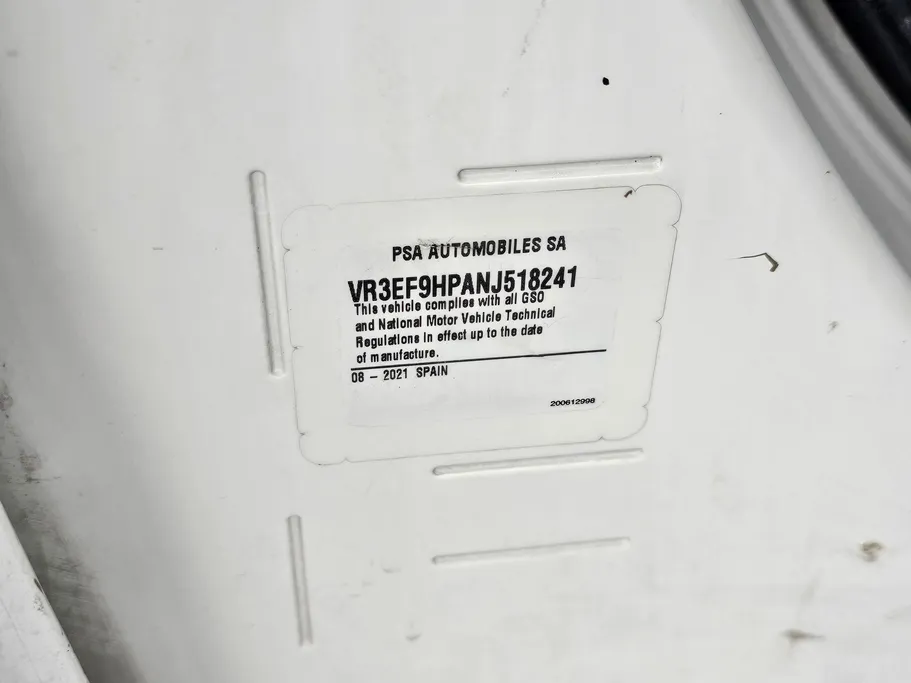 PSA AUTOMOBILES SA
VR3EF9HPANJ518241
This vehicle complies with all GSO
and National Motor Vehicle Technical
Regulations in effect up to the date
of manufacture.
08 - 2021 SPAIN
200612998